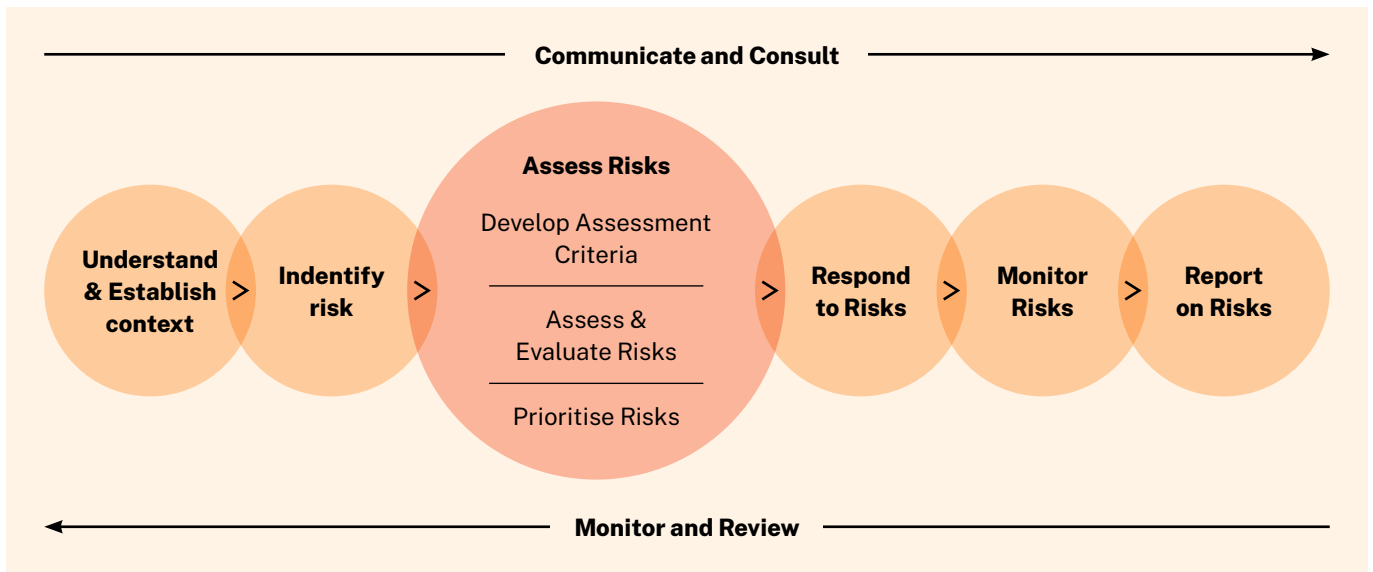 Communicate and Consult
Understand
& Establish
context
>
Indentify
risk
>
Assess Risks
Develop Assessment
Criteria
Assess &
Evaluate Risks
Prioritise Risks
>
Respond
to Risks
>
Monitor
Risks
>
Report
on Risks
Monitor and Review